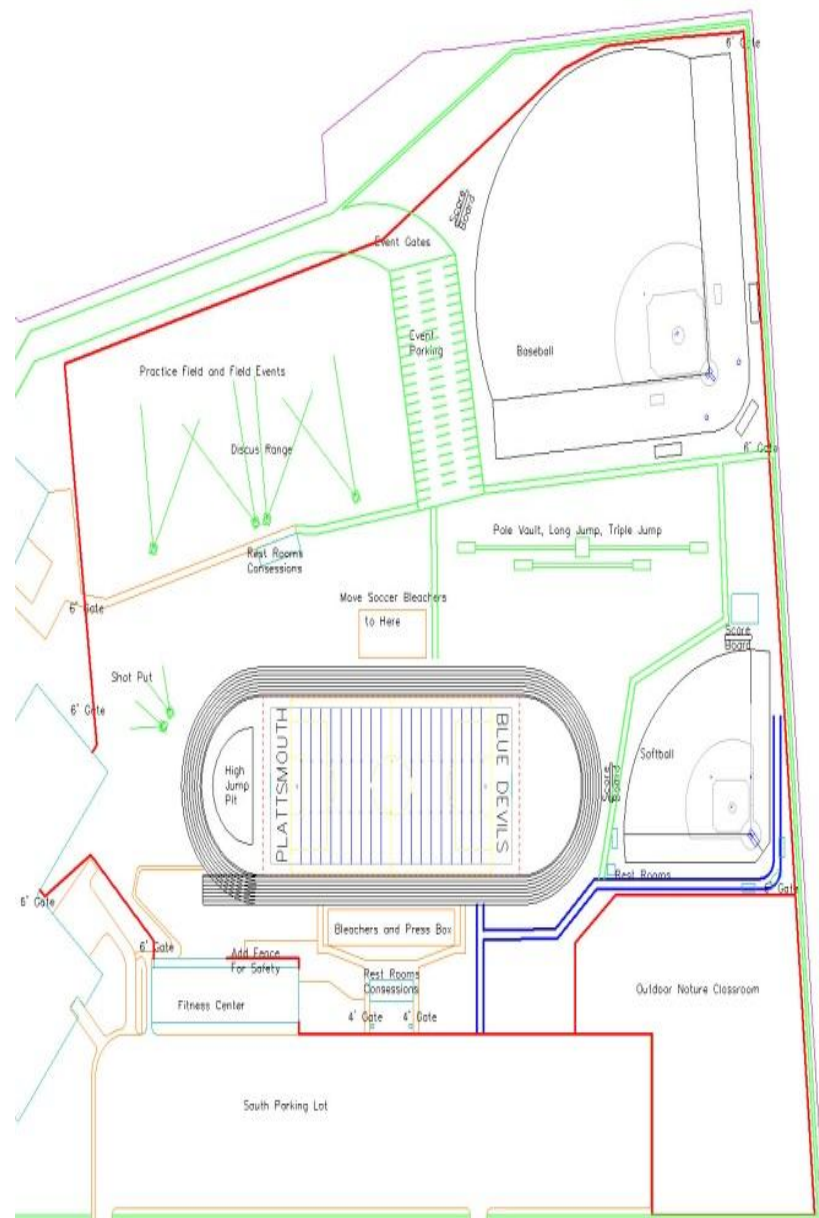 6' Gate
Score
Board
Event Gates
Event
Parking
Baseball
Practice Field and Field Events
Discus Range
6' Gate
Pole Vault, Long Jump, Triple Jump
Rest Rooms
Consessions
Move Soccer Bleachers
to Here
6' Gate
Score
Board
Shot Put
6' Gate
PLATTSMOUTH
BLUE DEVILS
High
Jump
Pit
Score
Board
Softball
Rest Rooms
6' Gate
6' Gate
Bleachers and Press Box
6' Gate
Add Fence
For Safety
Rest Rooms
Consessions
Fitness Center
4' Gate
4' Gate
Outdoor Nature Classroom
South Parking Lot